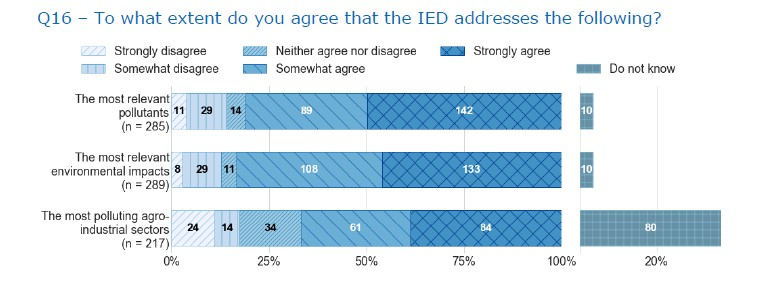 Q16 – To what extent do you agree that the IED addresses the following?
Strongly disagree
Neither agree nor disagree
Strongly agree
Somewhat disagree
Somewhat agree
Do not know
The most relevant
pollutants
(n = 285)
11 29 14 89 142 10
The most relevant
environmental impacts
(n = 289)
8 29 11 108 133 10
The most polluting agro-
industrial sectors
(n = 217)
24 14 34 61 84 80
0% 25% 50% 75% 100% 20%